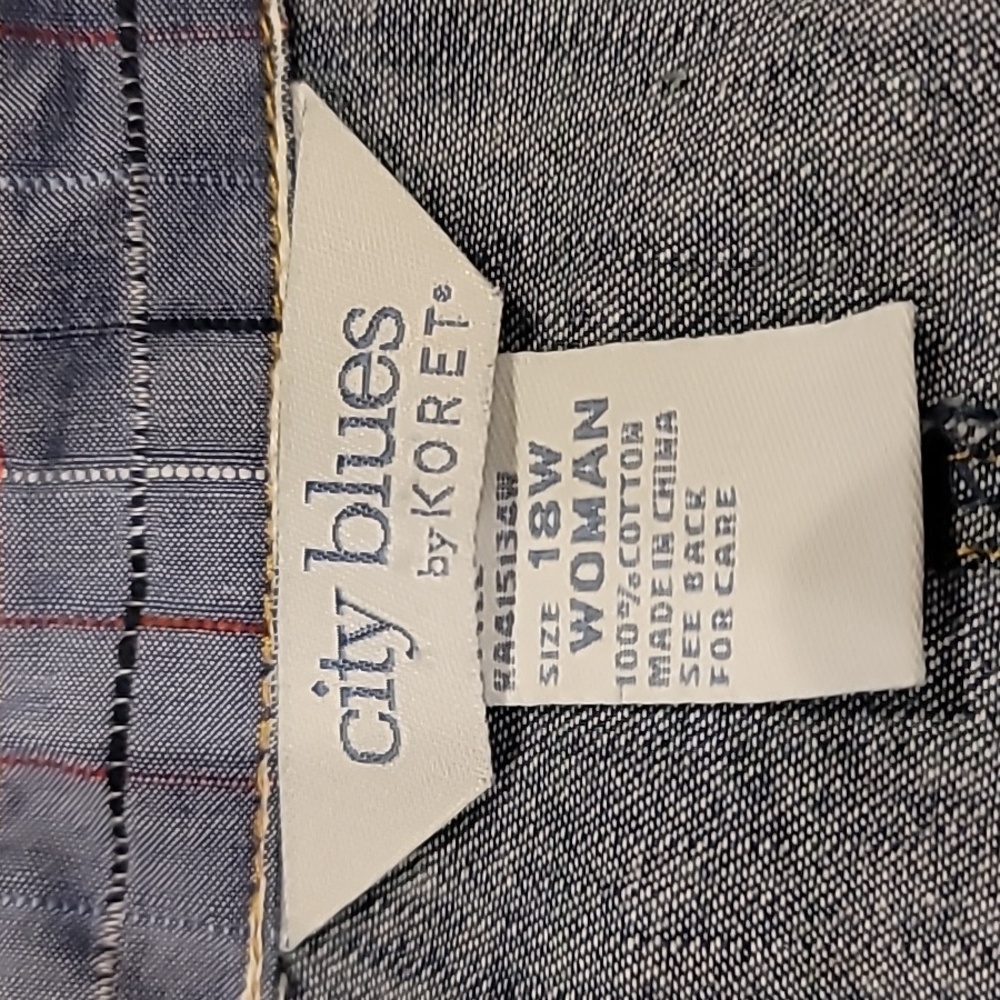 city blues
by KORET®
SIZE 18W
WOMAN
100% COTTON
MADE IN CHINA
SEE BACK
FOR CARE